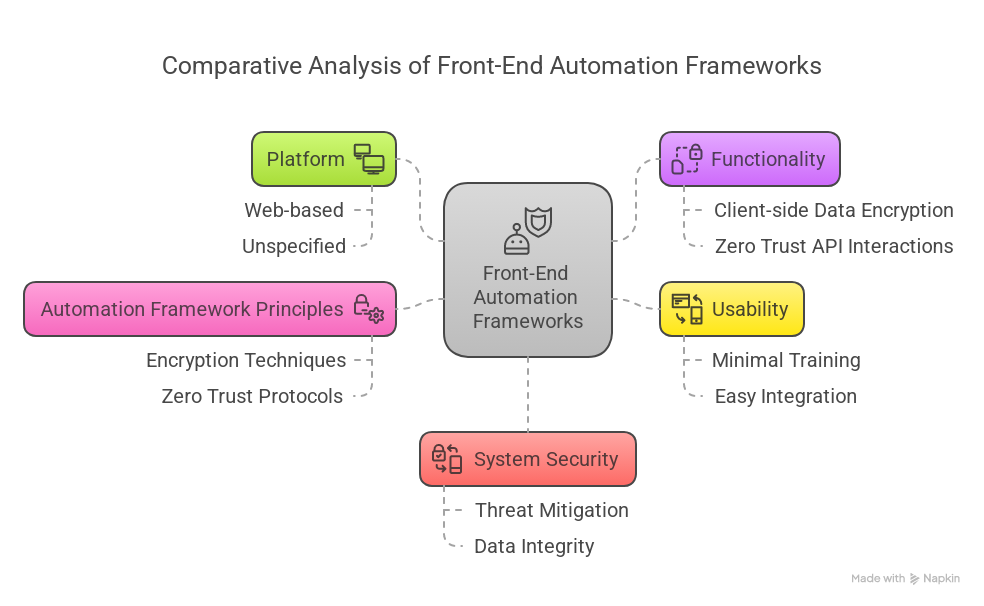 Comparative Analysis of Front-End Automation Frameworks
Platform
Web-based
Unspecified
Automation Framework Principles
Encryption Techniques
Zero Trust Protocols
Front-End
Automation
Frameworks
Functionality
Client-side Data Encryption
Zero Trust API Interactions
Usability
Minimal Training
Easy Integration
System Security
Threat Mitigation
Data Integrity
Made with Napkin